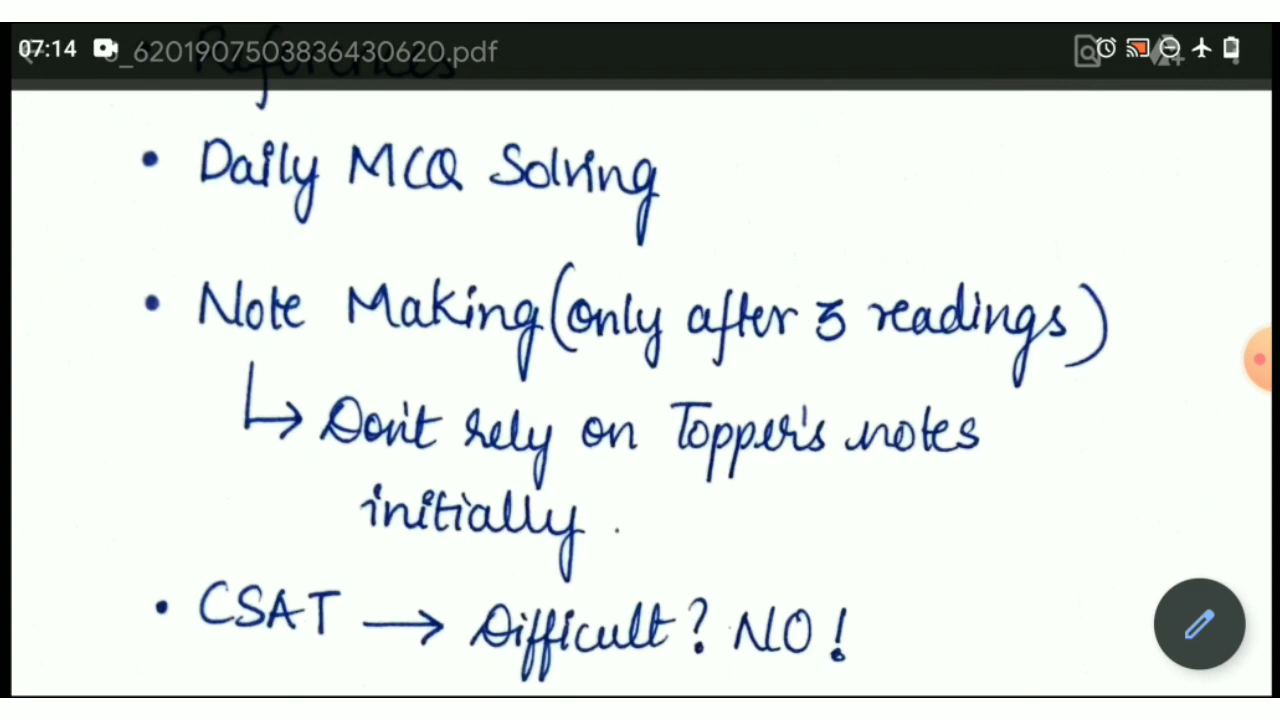 07:14
_6201907503836430620.pdf
References
• Daily MCQ Solving
• Note Making (only after 3 readings)
↳ Don't rely on Topper's notes
initially.
• CSAT → Difficult? NO!